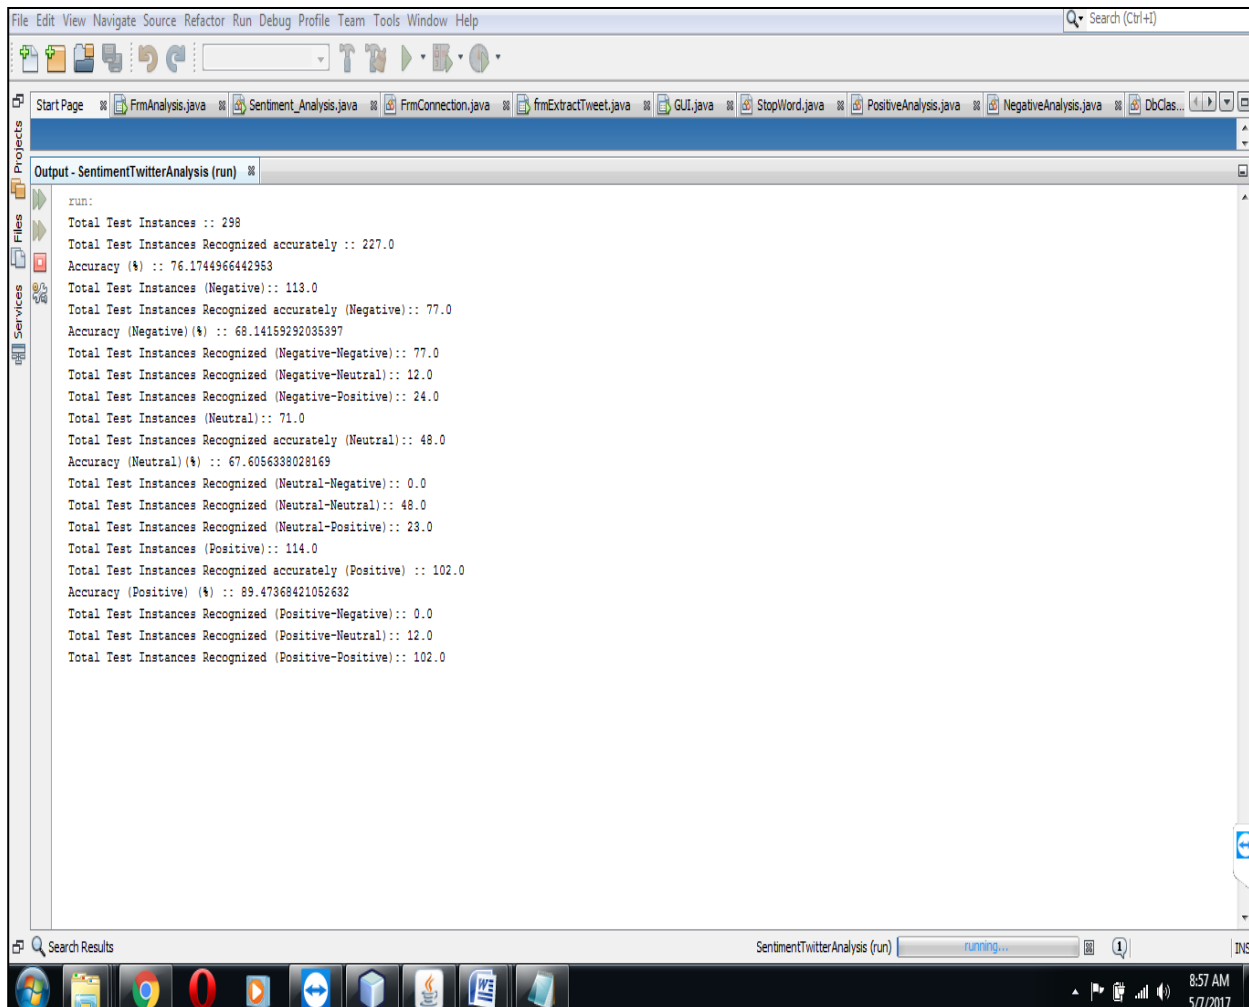 File Edit View Navigate Source Refactor Run Debug Profile Team Tools Window Help
Search (Ctrl+I)
Start Page FrmAnalysis.java Sentiment_Analysis.java FrmConnection.java frmExtractTweet.java GUI.java StopWord.java PositiveAnalysis.java NegativeAnalysis.java DbClas...
Projects
Files
Services
Output - SentimentTwitterAnalysis (run)
run:
Total Test Instances :: 298
Total Test Instances Recognized accurately :: 227.0
Accuracy (%) :: 76.1744966442953
Total Test Instances (Negative):: 113.0
Total Test Instances Recognized accurately (Negative):: 77.0
Accuracy (Negative)(%) :: 68.14159292035397
Total Test Instances Recognized (Negative-Negative):: 77.0
Total Test Instances Recognized (Negative-Neutral):: 12.0
Total Test Instances Recognized (Negative-Positive):: 24.0
Total Test Instances (Neutral):: 71.0
Total Test Instances Recognized accurately (Neutral):: 48.0
Accuracy (Neutral)(%) :: 67.6056338028169
Total Test Instances Recognized (Neutral-Negative):: 0.0
Total Test Instances Recognized (Neutral-Neutral):: 48.0
Total Test Instances Recognized (Neutral-Positive):: 23.0
Total Test Instances (Positive):: 114.0
Total Test Instances Recognized accurately (Positive) :: 102.0
Accuracy (Positive) (%) :: 89.47368421052632
Total Test Instances Recognized (Positive-Negative):: 0.0
Total Test Instances Recognized (Positive-Neutral):: 12.0
Total Test Instances Recognized (Positive-Positive):: 102.0
Search Results
SentimentTwitterAnalysis (run) running... 1 INS
8:57 AM
5/7/2017